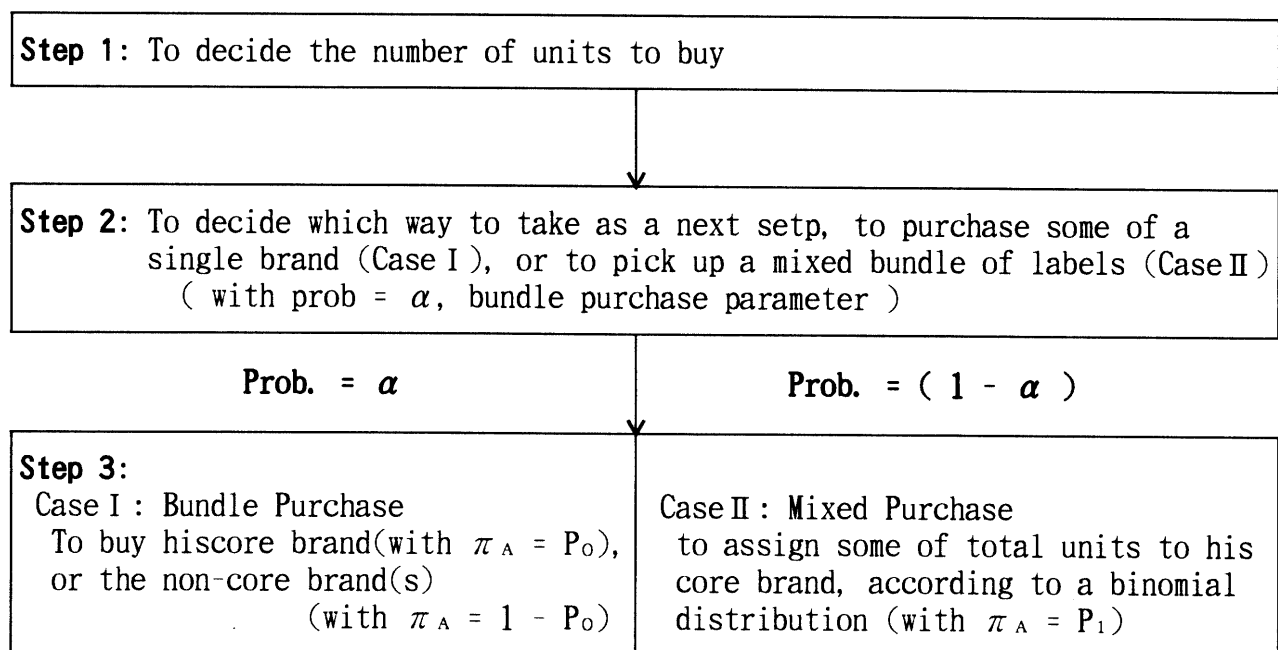 Step 1: To decide the number of units to buy
Step 2: To decide which way to take as a next setp, to purchase some of a
single brand (Case Ⅰ), or to pick up a mixed bundle of labels (Case Ⅱ)
( with prob = α, bundle purchase parameter )
Prob. = α
Prob. = ( 1 - α )
Step 3:
Case Ⅰ: Bundle Purchase
To buy hiscore brand(with π A = P₀),
or the non-core brand(s)
(with π A = 1 - P₀)
Case Ⅱ: Mixed Purchase
to assign some of total units to his
core brand, according to a binomial
distribution (with π A = P₁)